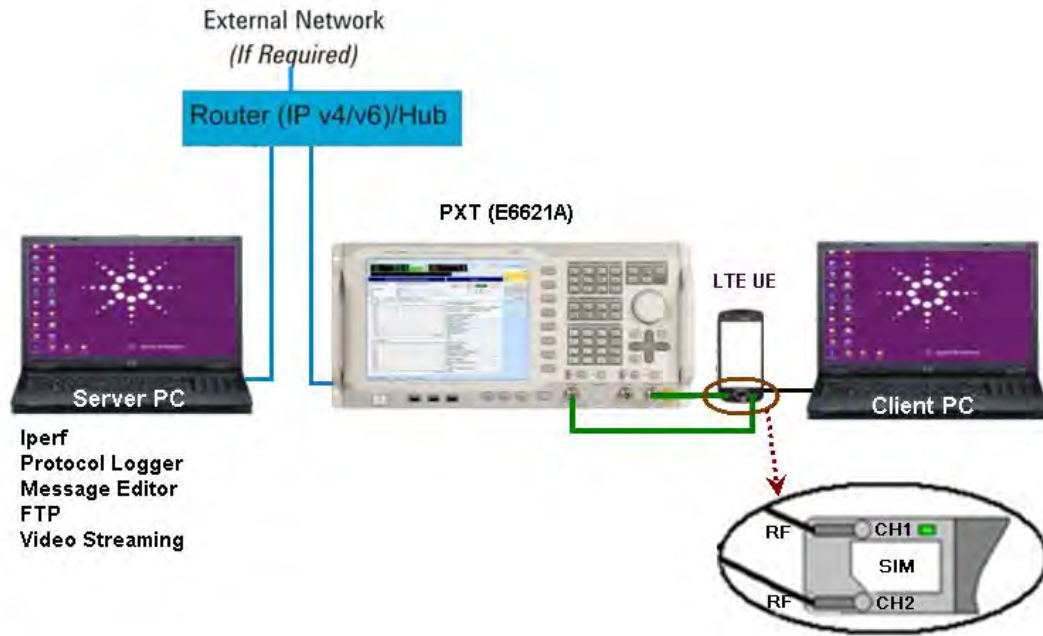 External Network
(If Required)
Router (IP v4/v6)/Hub
PXT (E6621A)
LTE UE
Server PC
Client PC
Iperf
Protocol Logger
Message Editor
FTP
Video Streaming
RF
CH1
SIM
RF
CH2